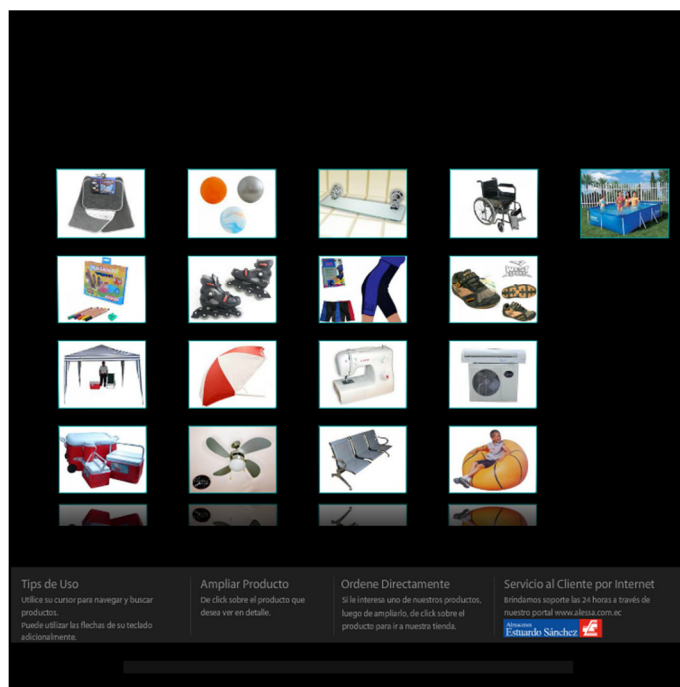 Tips de Uso
Utilice su cursor para navegar y buscar
productos.
Puede utilizar las flechas de su teclado
adicionalmente.
Ampliar Producto
De click sobre el producto que
desea ver en detalle.
Ordene Directamente
Si le interesa uno de nuestros productos,
luego de ampliarlo, de click sobre el
producto para ir a nuestra tienda.
Servicio al Cliente por Internet
Brindamos soporte las 24 horas a través de
nuestro portal www.alessa.com.ec
Almacenes
Estuardo Sánchez